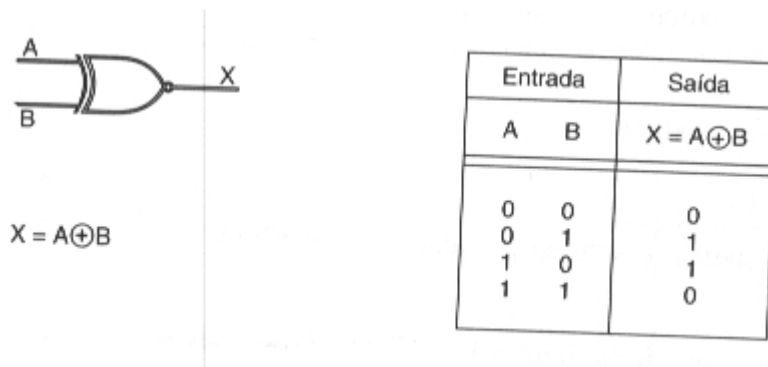 A
X
B
X = A⊕B
Entrada Saída
A B X = A⊕B
0 0 0
0 1 1
1 0 1
1 1 0